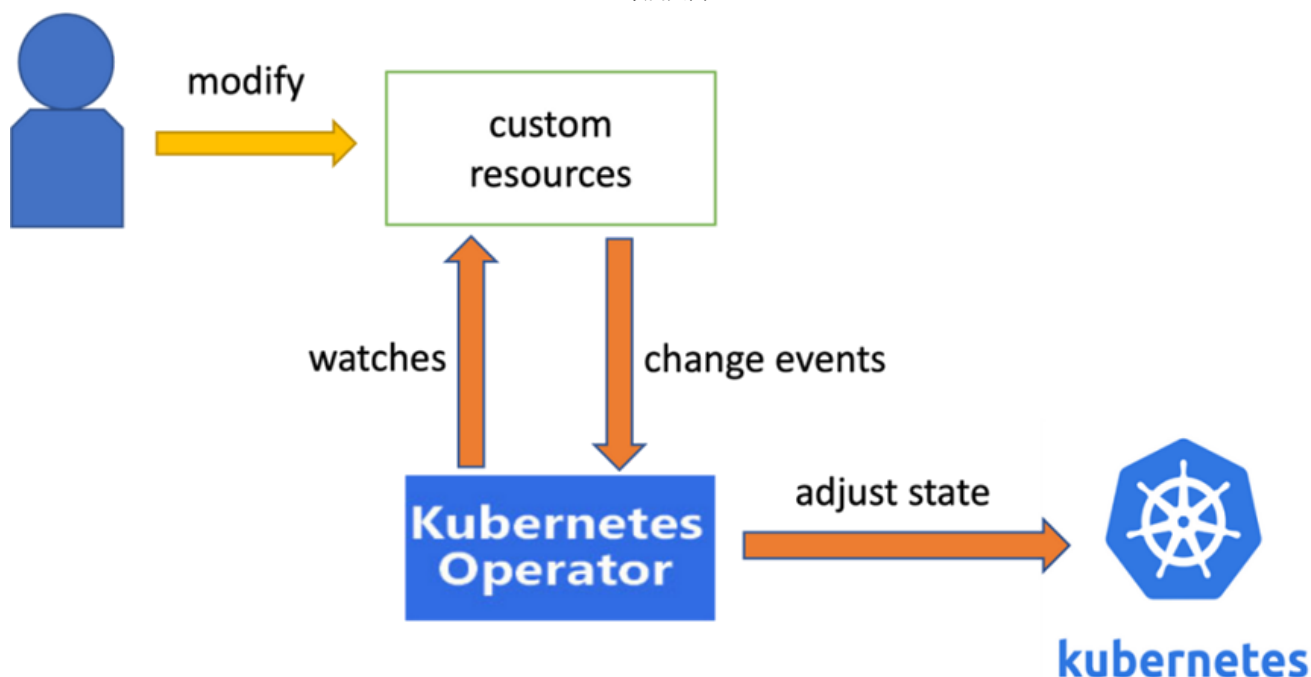 modify
custom
resources
watches
change events
Kubernetes
Operator
adjust state
kubernetes